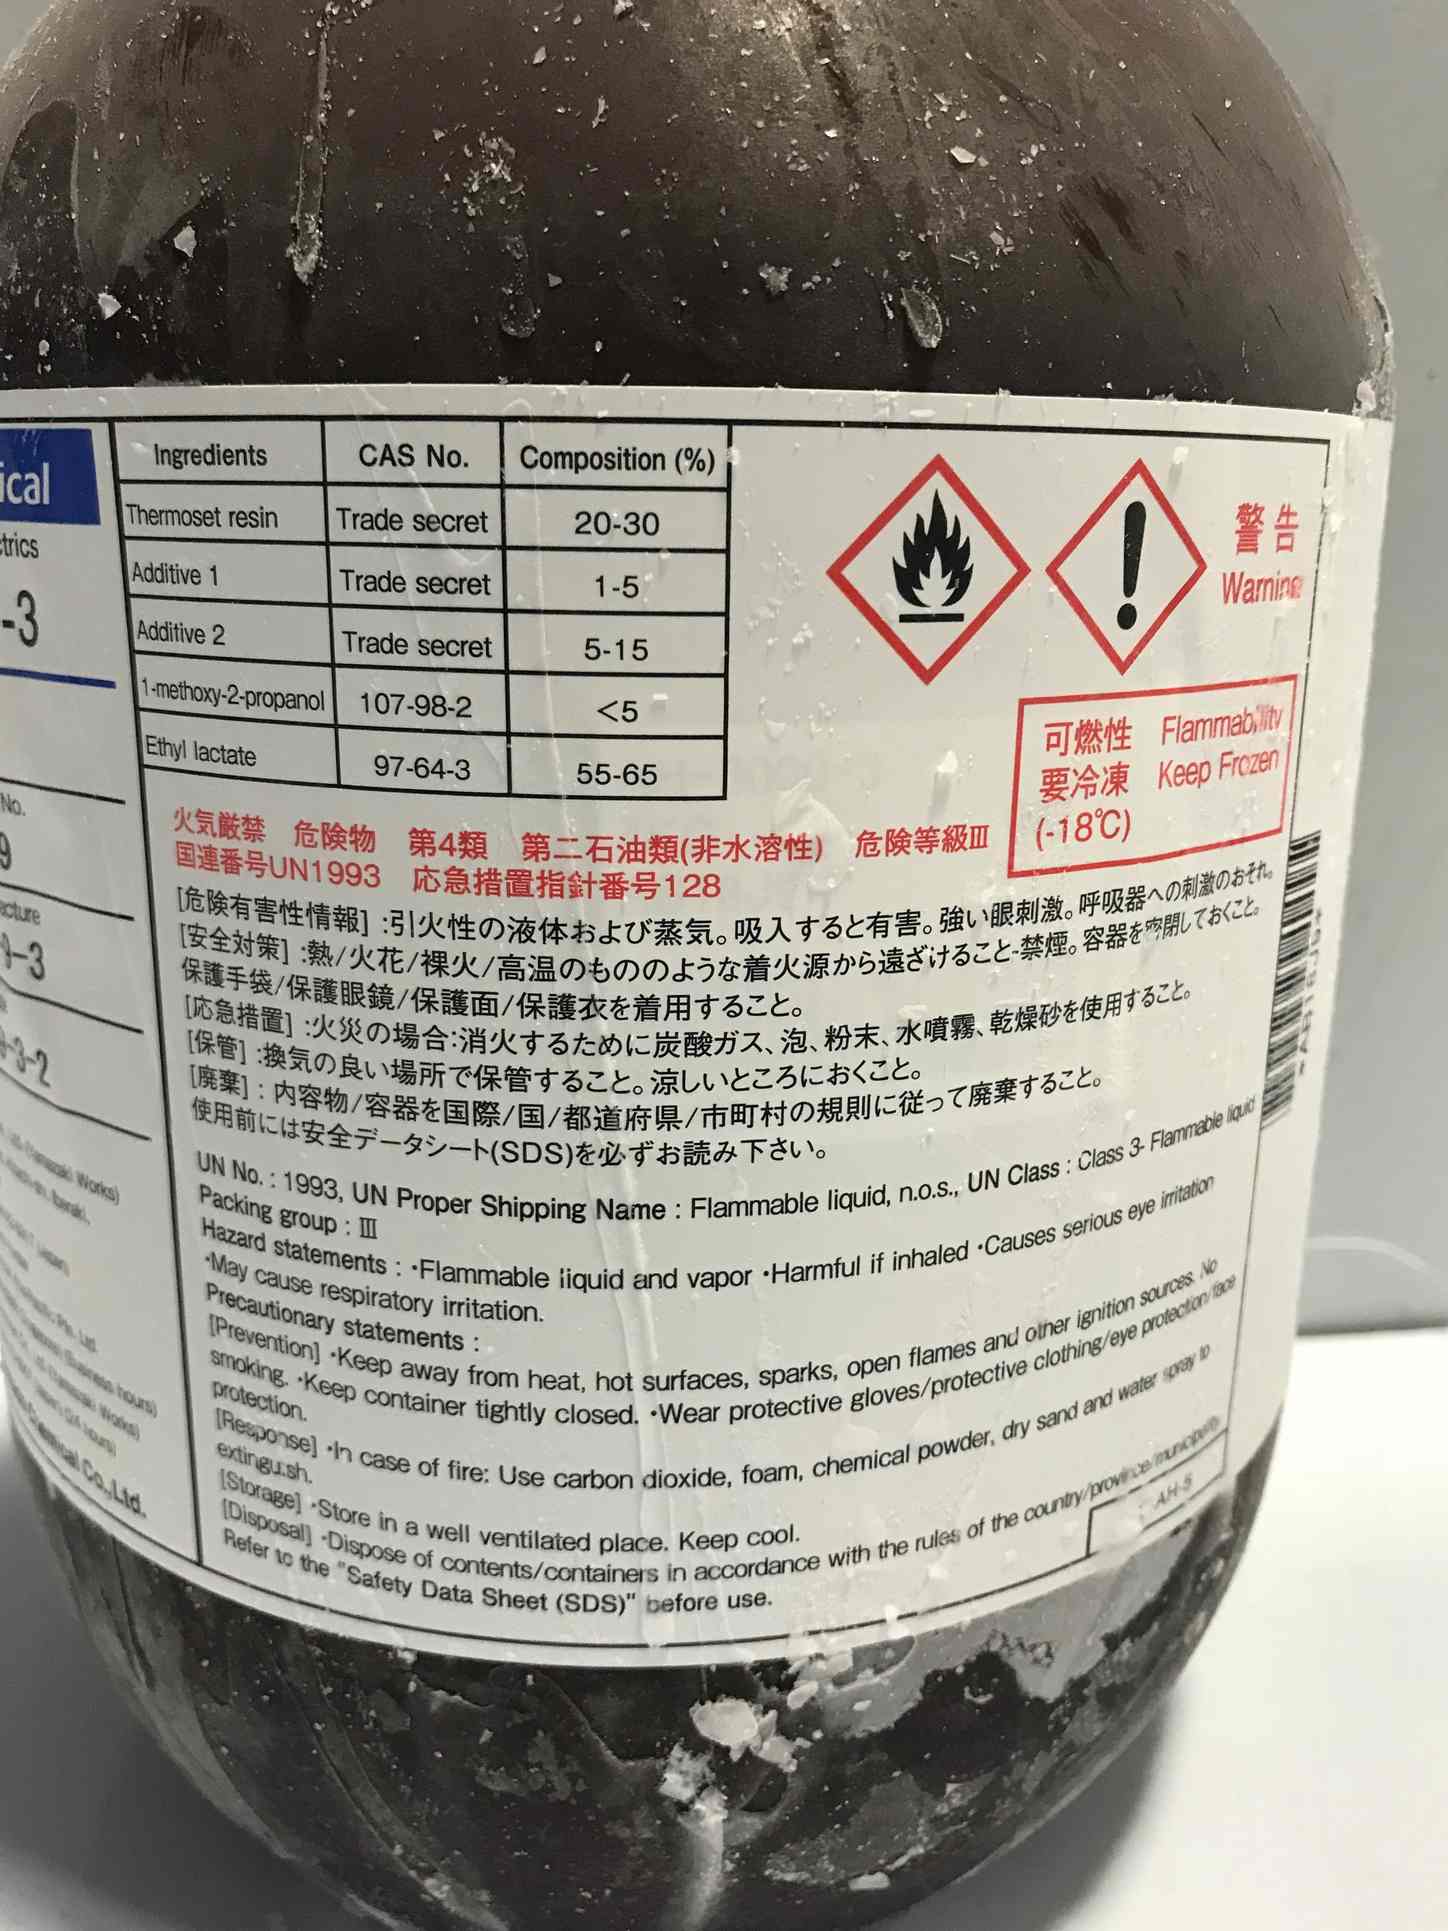 ical
trics
-3
No.
9
acture
9-3
9-3-2
Works)
Ltd.
(Business hours)
Works)
Co.,Ltd.
Ingredients CAS No. Composition (%)
Thermoset resin Trade secret 20-30
Additive 1 Trade secret 1-5
Additive 2 Trade secret 5-15
1-methoxy-2-propanol 107-98-2 <5
Ethyl lactate 97-64-3 55-65
警告
Warning
可燃性 Flammability
要冷凍 Keep Frozen
(-18℃)
火気厳禁 危険物 第4類 第二石油類(非水溶性) 危険等級Ⅲ
国連番号UN1993 応急措置指針番号128
[危険有害性情報] :引火性の液体および蒸気。吸入すると有害。強い眼刺激。呼吸器への刺激のおそれ。
[安全対策] :熱/火花/裸火/高温のもののような着火源から遠ざけること-禁煙。容器を密閉しておくこと。
保護手袋/保護眼鏡/保護面/保護衣を着用すること。
[応急措置] :火災の場合:消火するために炭酸ガス、泡、粉末、水噴霧、乾燥砂を使用すること。
[保管] :換気の良い場所で保管すること。涼しいところにおくこと。
[廃棄] : 内容物/容器を国際/国/都道府県/市町村の規則に従って廃棄すること。
使用前には安全データシート(SDS)を必ずお読み下さい。
UN No. : 1993, UN Proper Shipping Name : Flammable liquid, n.o.s., UN Class : Class 3- Flammable liquid
Packing group : Ⅲ
Hazard statements : ・Flammable liquid and vapor ・Harmful if inhaled ・Causes serious eye irritation
・May cause respiratory irritation.
Precautionary statements :
[Prevention] ・Keep away from heat, hot surfaces, sparks, open flames and other ignition sources. No
smoking. ・Keep container tightly closed. ・Wear protective gloves/protective clothing/eye protection/face
protection.
[Response] ・In case of fire: Use carbon dioxide, foam, chemical powder, dry sand and water spray to
extinguish.
[Storage] ・Store in a well ventilated place. Keep cool.
[Disposal] ・Dispose of contents/containers in accordance with the rules of the country/province/municipality.
Refer to the "Safety Data Sheet (SDS)" before use.
AH-5